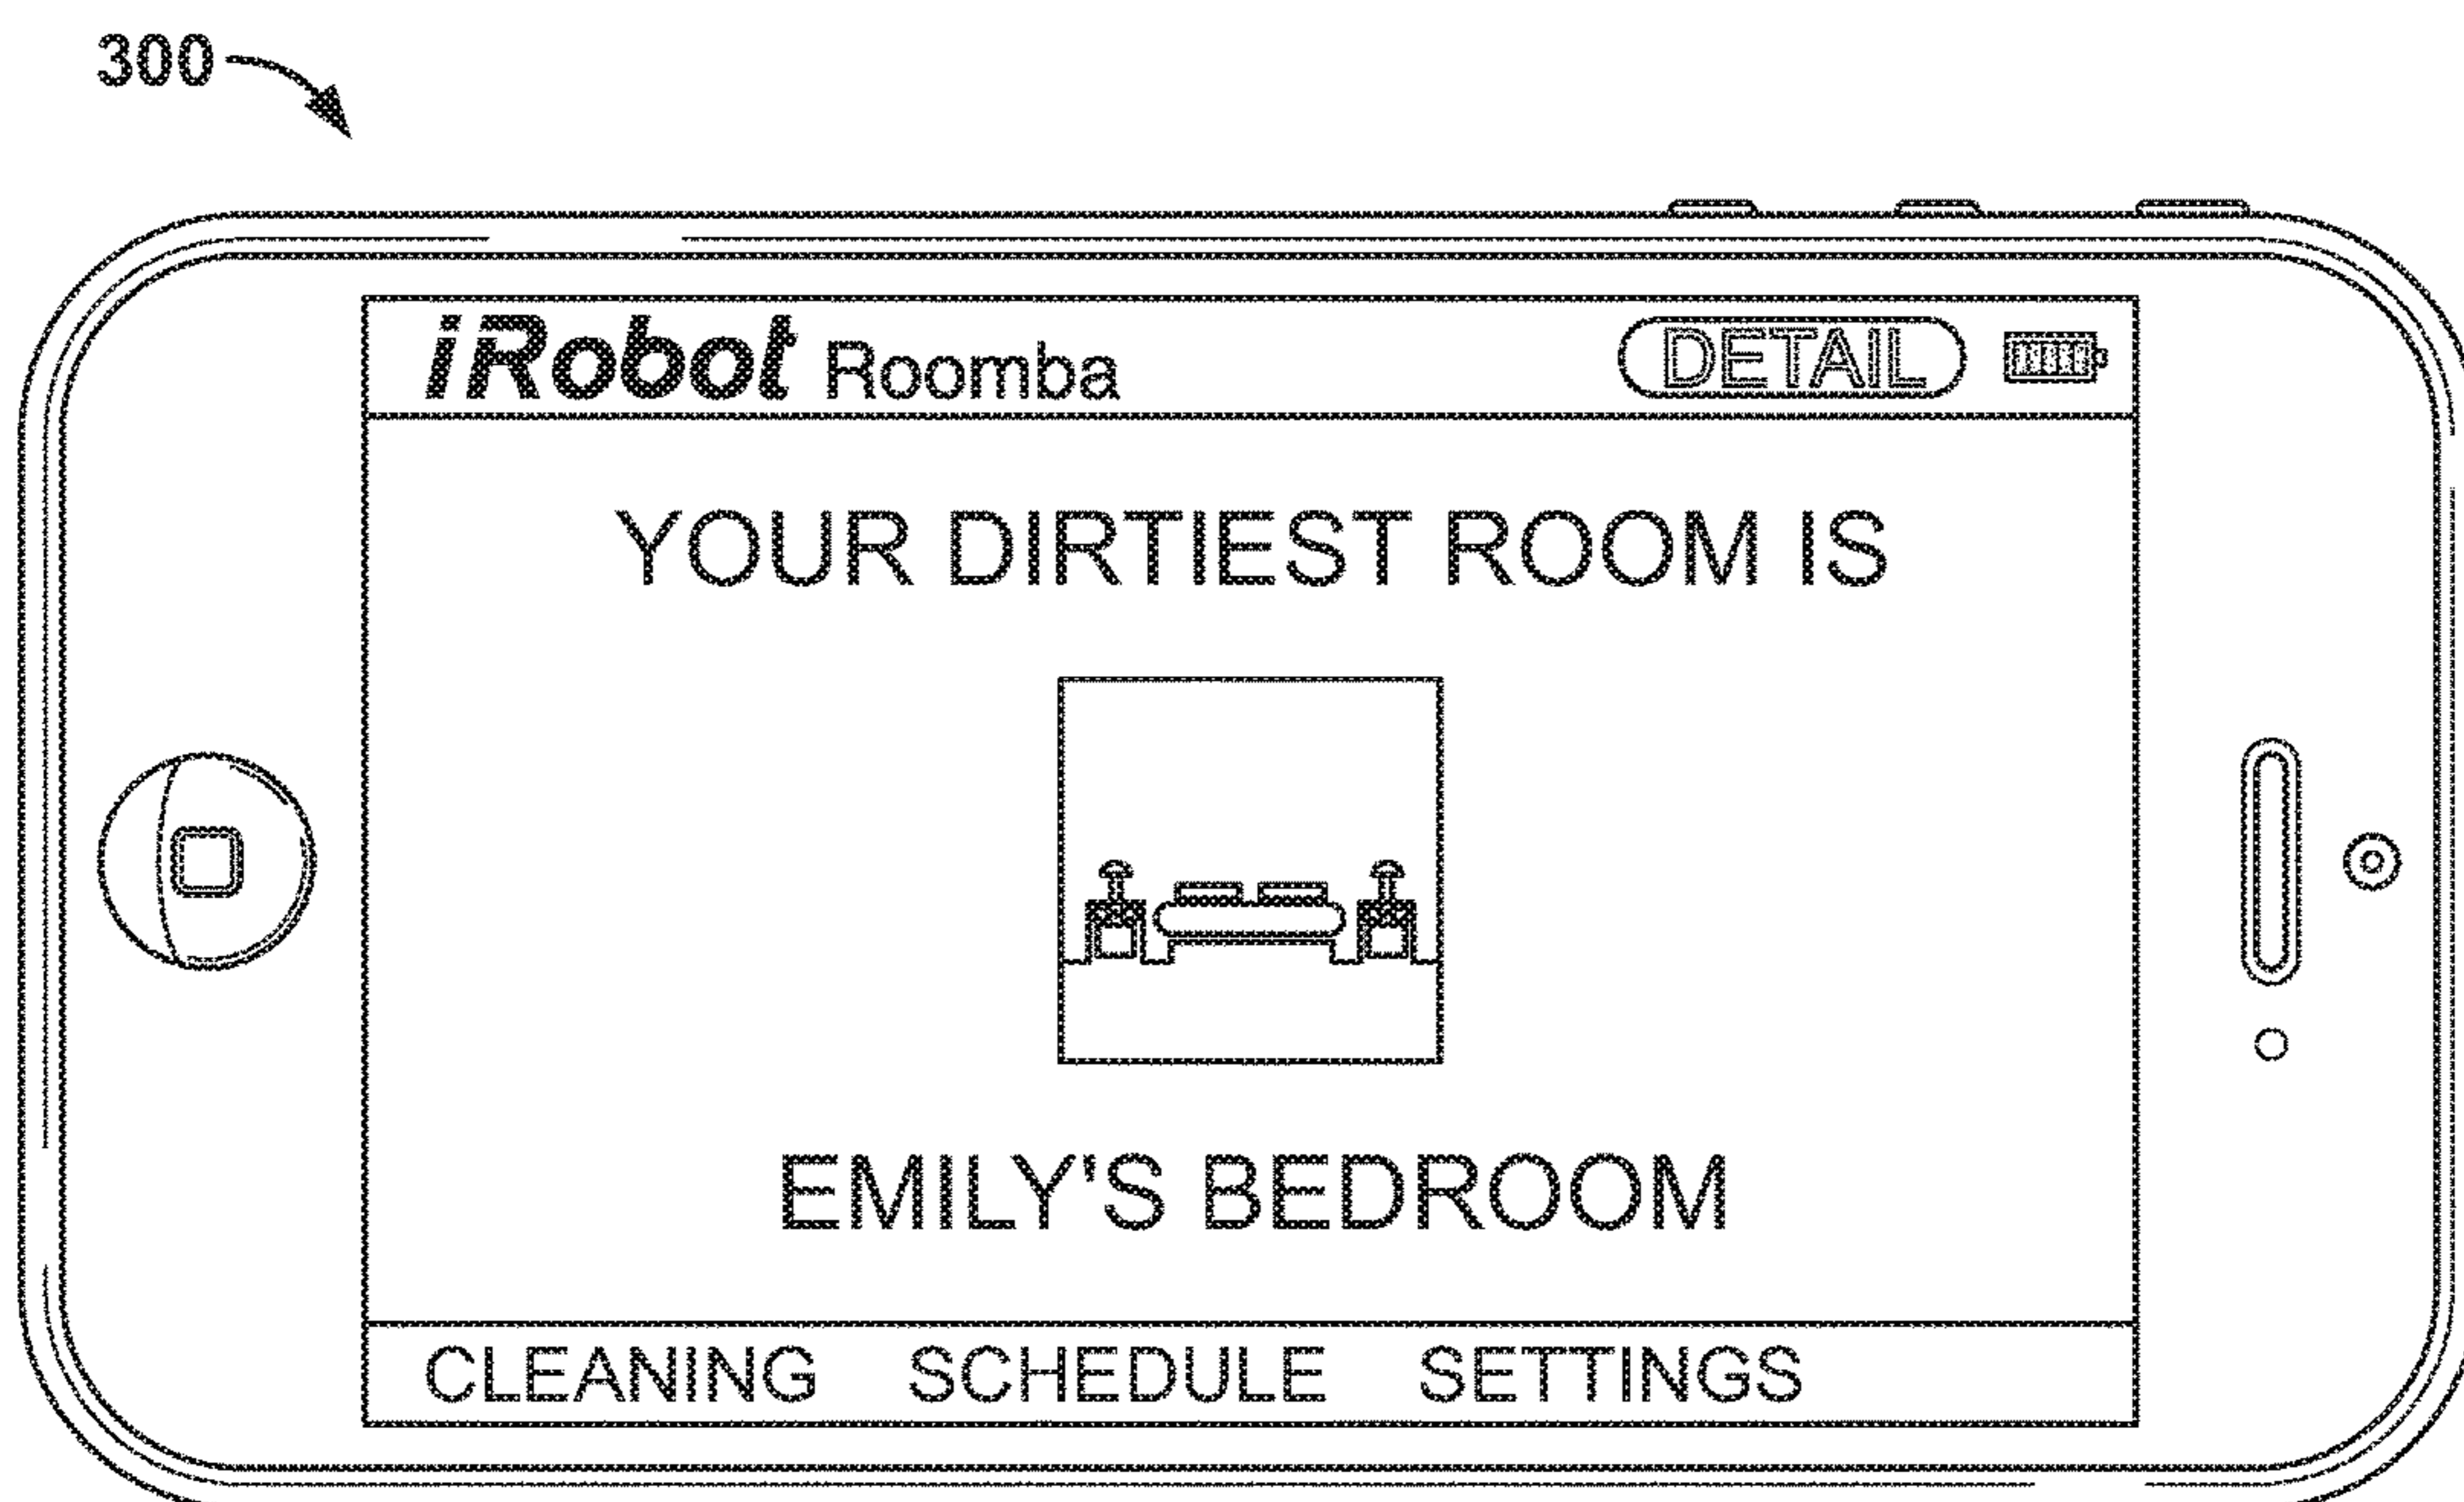 300
iRobot Roomba DETAIL
YOUR DIRTIEST ROOM IS
EMILY'S BEDROOM
CLEANING SCHEDULE SETTINGS